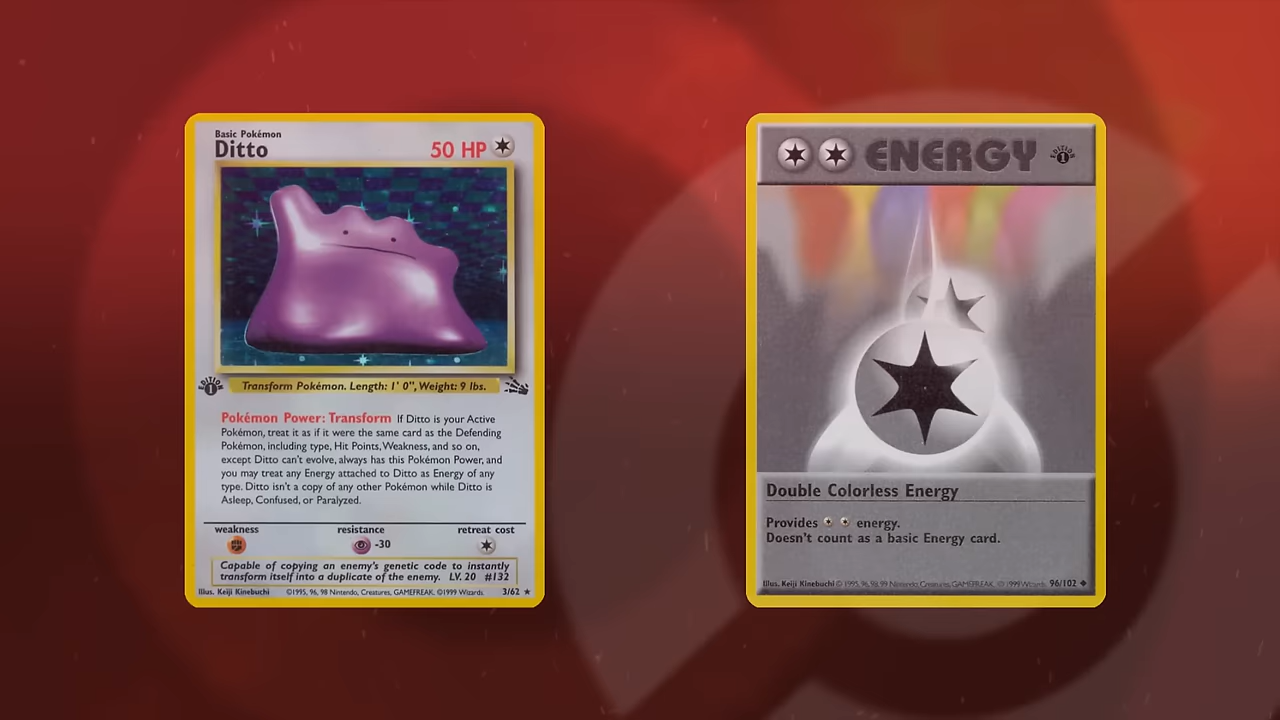 Basic Pokémon
Ditto
50 HP
EDITION 1
Transform Pokémon. Length: 1' 0", Weight: 9 lbs.
Pokémon Power: Transform If Ditto is your Active
Pokémon, treat it as if it were the same card as the Defending
Pokémon, including type, Hit Points, Weakness, and so on,
except Ditto can't evolve, always has this Pokémon Power, and
you may treat any Energy attached to Ditto as Energy of any
type. Ditto isn't a copy of any other Pokémon while Ditto is
Asleep, Confused, or Paralyzed.
weakness resistance retreat cost
-30
Capable of copying an enemy's genetic code to instantly
transform itself into a duplicate of the enemy. LV. 20 #132
Illus. Keiji Kinebuchi ©1995, 96, 98 Nintendo, Creatures, GAMEFREAK. ©1999 Wizards. 3/62
ENERGY
EDITION 1
Double Colorless Energy
Provides energy.
Doesn't count as a basic Energy card.
Illus. Keiji Kinebuchi © 1995, 96, 98, 99 Nintendo, Creatures, GAMEFREAK. © 1999 Wizards. 96/102